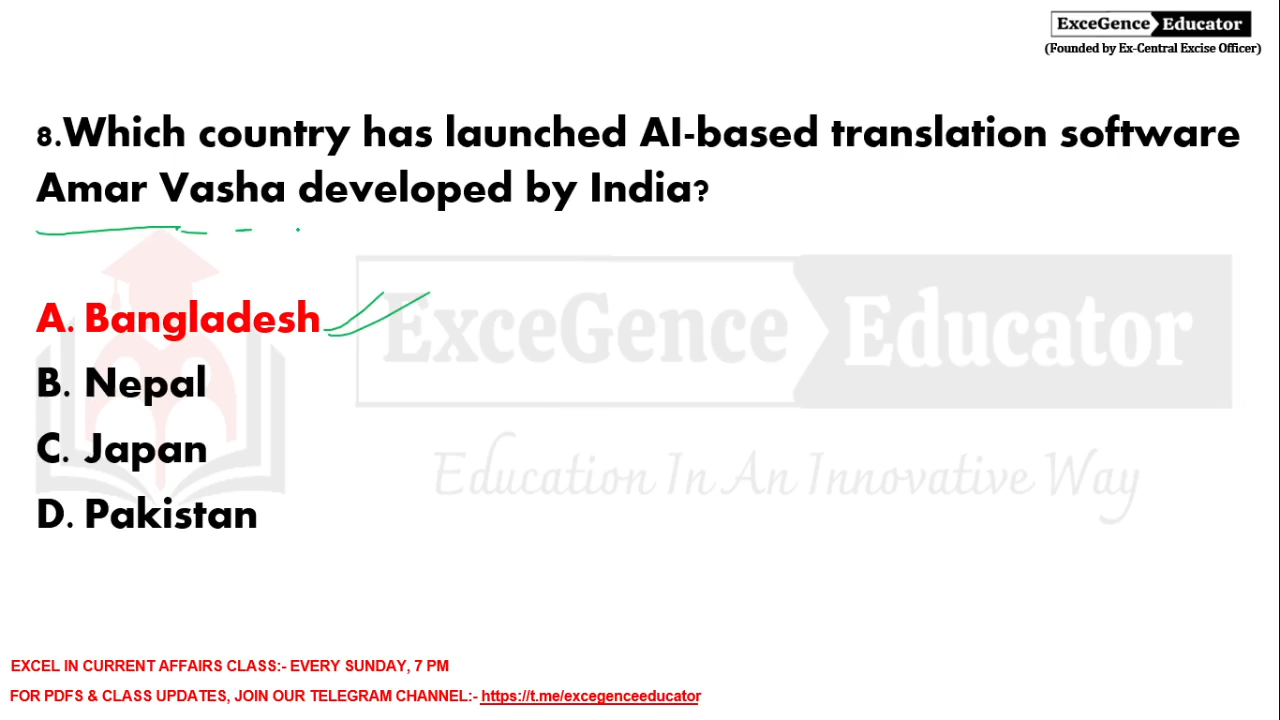 ExceGence Educator
(Founded by Ex-Central Excise Officer)
8.Which country has launched AI-based translation software
Amar Vasha developed by India?
A. Bangladesh
B. Nepal
C. Japan
D. Pakistan
ExceGence Educator
Education In An Innovative Way
EXCEL IN CURRENT AFFAIRS CLASS:- EVERY SUNDAY, 7 PM
FOR PDFS & CLASS UPDATES, JOIN OUR TELEGRAM CHANNEL:- https://t.me/excegenceeducator